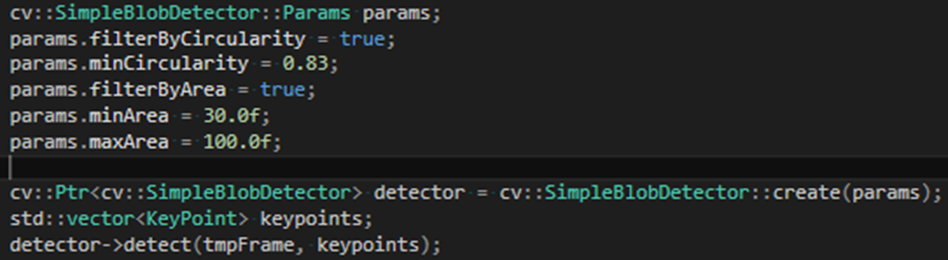 cv::SimpleBlobDetector::Params params;
params.filterByCircularity = true;
params.minCircularity = 0.83;
params.filterByArea = true;
params.minArea = 30.0f;
params.maxArea = 100.0f;
cv::Ptr<cv::SimpleBlobDetector> detector = cv::SimpleBlobDetector::create(params);
std::vector<KeyPoint> keypoints;
detector->detect(tmpFrame, keypoints);